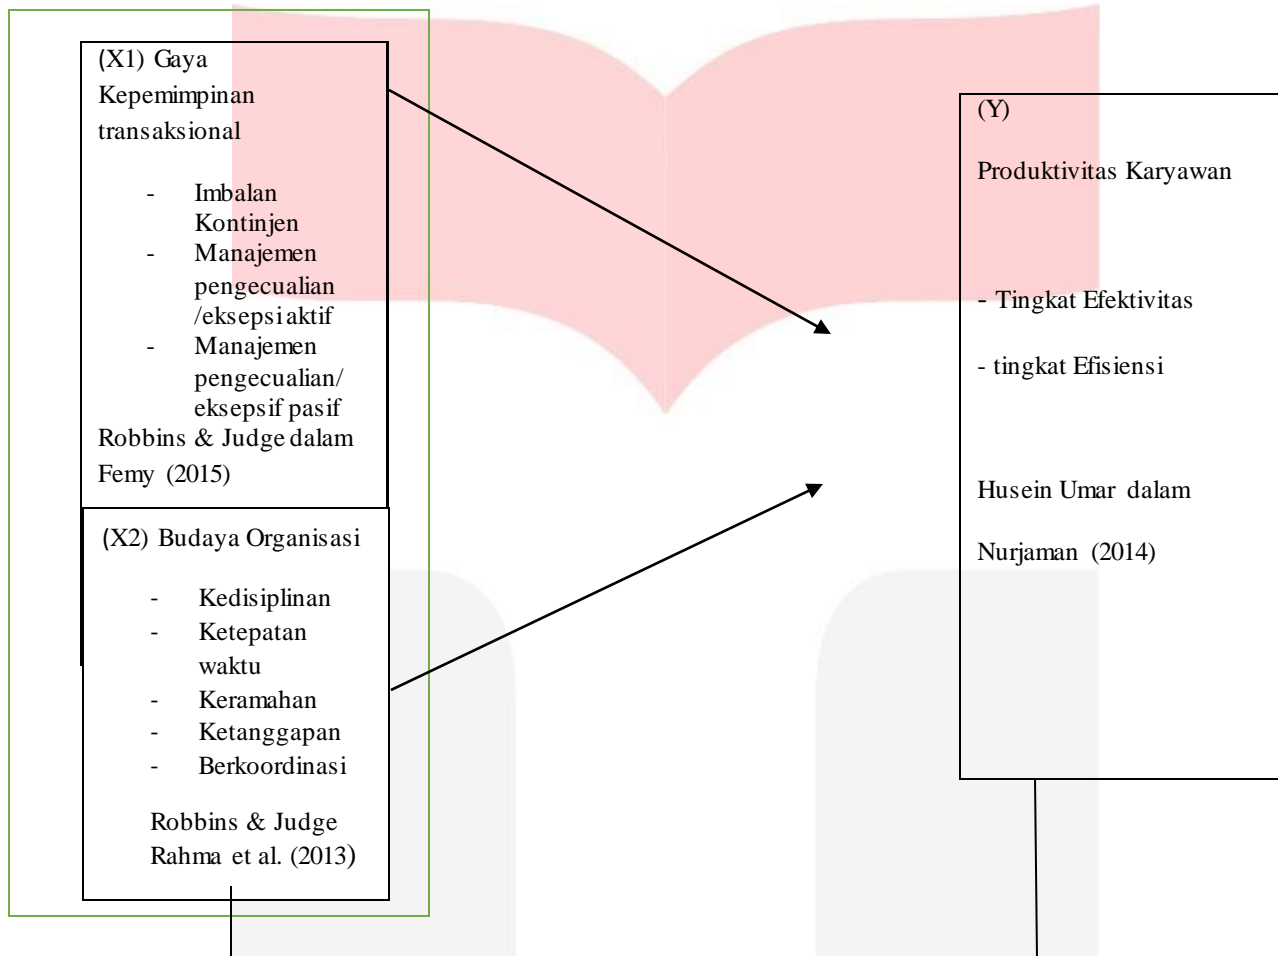 (X1) Gaya
Kepemimpinan
transaksional
- Imbalan
Kontinjen
- Manajemen
pengecualian
/eksepsi aktif
- Manajemen
pengecualian/
eksepsif pasif
Robbins & Judge dalam
Femy (2015)
(X2) Budaya Organisasi
- Kedisiplinan
- Ketepatan
waktu
- Keramahan
- Ketanggapan
- Berkoordinasi
Robbins & Judge
Rahma et al. (2013)
(Y)
Produktivitas Karyawan
- Tingkat Efektivitas
- tingkat Efisiensi
Husein Umar dalam
Nurjaman (2014)